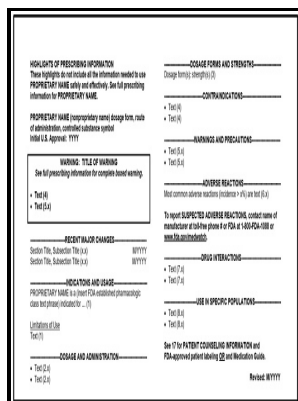 HIGHLIGHTS OF PRESCRIBING INFORMATION
These highlights do not include all the information needed to use
PROPRIETARY NAME safely and effectively. See full prescribing
information for PROPRIETARY NAME.
PROPRIETARY NAME (nonproprietary name) dosage form, route
of administration, controlled substance symbol
Initial U.S. Approval: YYYY
WARNING: TITLE OF WARNING
See full prescribing information for complete boxed warning.
• Text (4)
• Text (5.x)
RECENT MAJOR CHANGES
Section Title, Subsection Title (x.x) M/YYYY
Section Title, Subsection Title (x.x) M/YYYY
INDICATIONS AND USAGE
PROPRIETARY NAME is a (insert FDA established pharmacologic
class text phrase) indicated for ... (1)
Limitations of Use
Text (1)
DOSAGE AND ADMINISTRATION
• Text (2.x)
• Text (2.x)
DOSAGE FORMS AND STRENGTHS
Dosage form(s): strength(s) (3)
CONTRAINDICATIONS
• Text (4)
• Text (4)
WARNINGS AND PRECAUTIONS
• Text (5.x)
• Text (5.x)
ADVERSE REACTIONS
Most common adverse reactions (incidence > x%) are text (6.x)
To report SUSPECTED ADVERSE REACTIONS, contact name of
manufacturer at toll-free phone # or FDA at 1-800-FDA-1088 or
www.fda.gov/medwatch.
DRUG INTERACTIONS
• Text (7.x)
• Text (7.x)
USE IN SPECIFIC POPULATIONS
• Text (8.x)
• Text (8.x)
See 17 for PATIENT COUNSELING INFORMATION and
FDA-approved patient labeling OR and Medication Guide.
Revised: M/YYYY